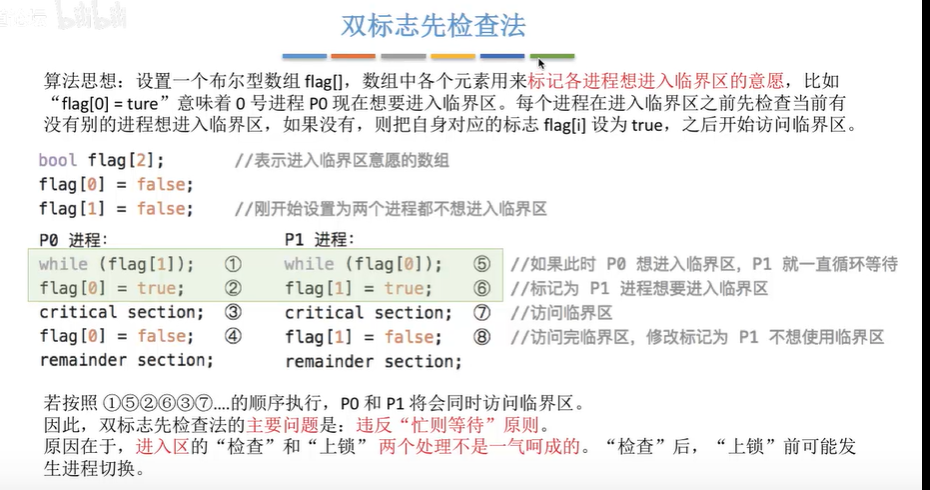 bilibili
双标志先检查法
算法思想：设置一个布尔型数组 flag[]，数组中各个元素用来标记各进程想进入临界区的意愿，比如
“flag[0] = ture”意味着 0 号进程 P0 现在想要进入临界区。每个进程在进入临界区之前先检查当前有
没有别的进程想进入临界区，如果没有，则把自身对应的标志 flag[i] 设为 true，之后开始访问临界区。
bool flag[2]; //表示进入临界区意愿的数组
flag[0] = false;
flag[1] = false; //刚开始设置为两个进程都不想进入临界区
P0 进程: P1 进程:
while (flag[1]); ① while (flag[0]); ⑤ //如果此时 P0 想进入临界区，P1 就一直循环等待
flag[0] = true; ② flag[1] = true; ⑥ //标记为 P1 进程想要进入临界区
critical section; ③ critical section; ⑦ //访问临界区
flag[0] = false; ④ flag[1] = false; ⑧ //访问完临界区，修改标记为 P1 不想使用临界区
remainder section; remainder section;
若按照 ①⑤②⑥③⑦....的顺序执行，P0 和 P1 将会同时访问临界区。
因此，双标志先检查法的主要问题是：违反“忙则等待”原则。
原因在于，进入区的“检查”和“上锁” 两个处理不是一气呵成的。“检查”后，“上锁”前可能发
生进程切换。